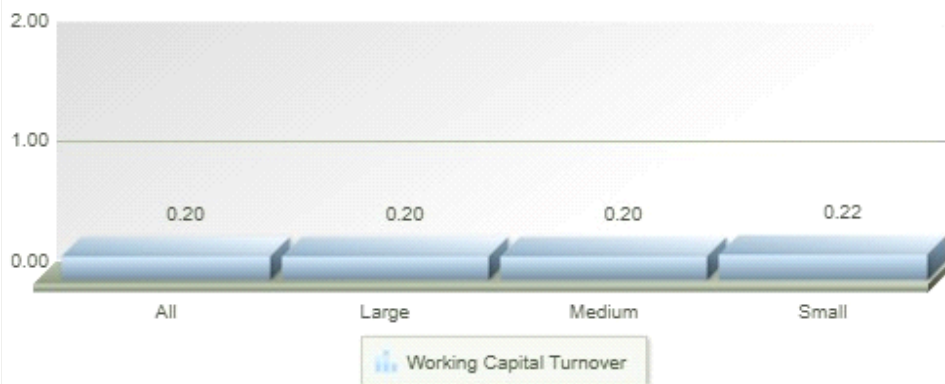 2.00
1.00
0.20 0.20 0.20 0.22
0.00
All Large Medium Small
Working Capital Turnover